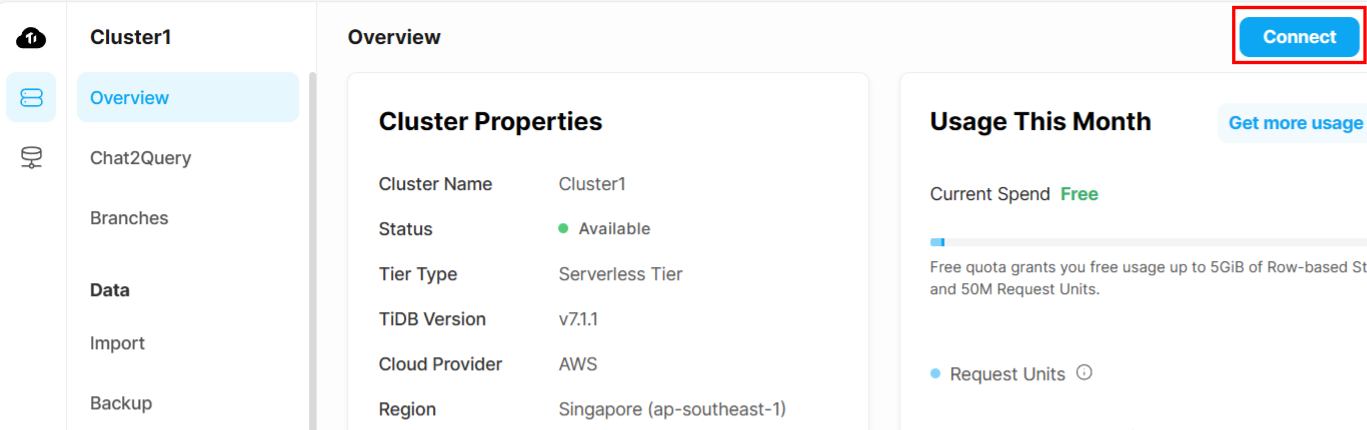 Cluster1
Overview
Chat2Query
Branches
Data
Import
Backup
Overview
Connect
Cluster Properties
Cluster Name Cluster1
Status Available
Tier Type Serverless Tier
TiDB Version v7.1.1
Cloud Provider AWS
Region Singapore (ap-southeast-1)
Usage This Month
Get more usage
Current Spend Free
Free quota grants you free usage up to 5GiB of Row-based St
and 50M Request Units.
Request Units